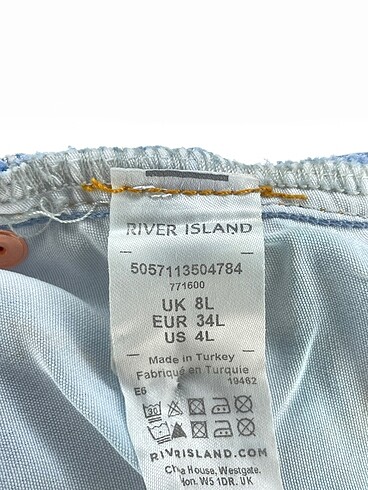 RIVER ISLAND
5057113504784
771600
UK 8L
EUR 34L
US 4L
Made in Turkey
Fabriqué en Turquie
E6 19462
30
RIVERISLAND.COM
House, Westgate,
W5 1DR. UK